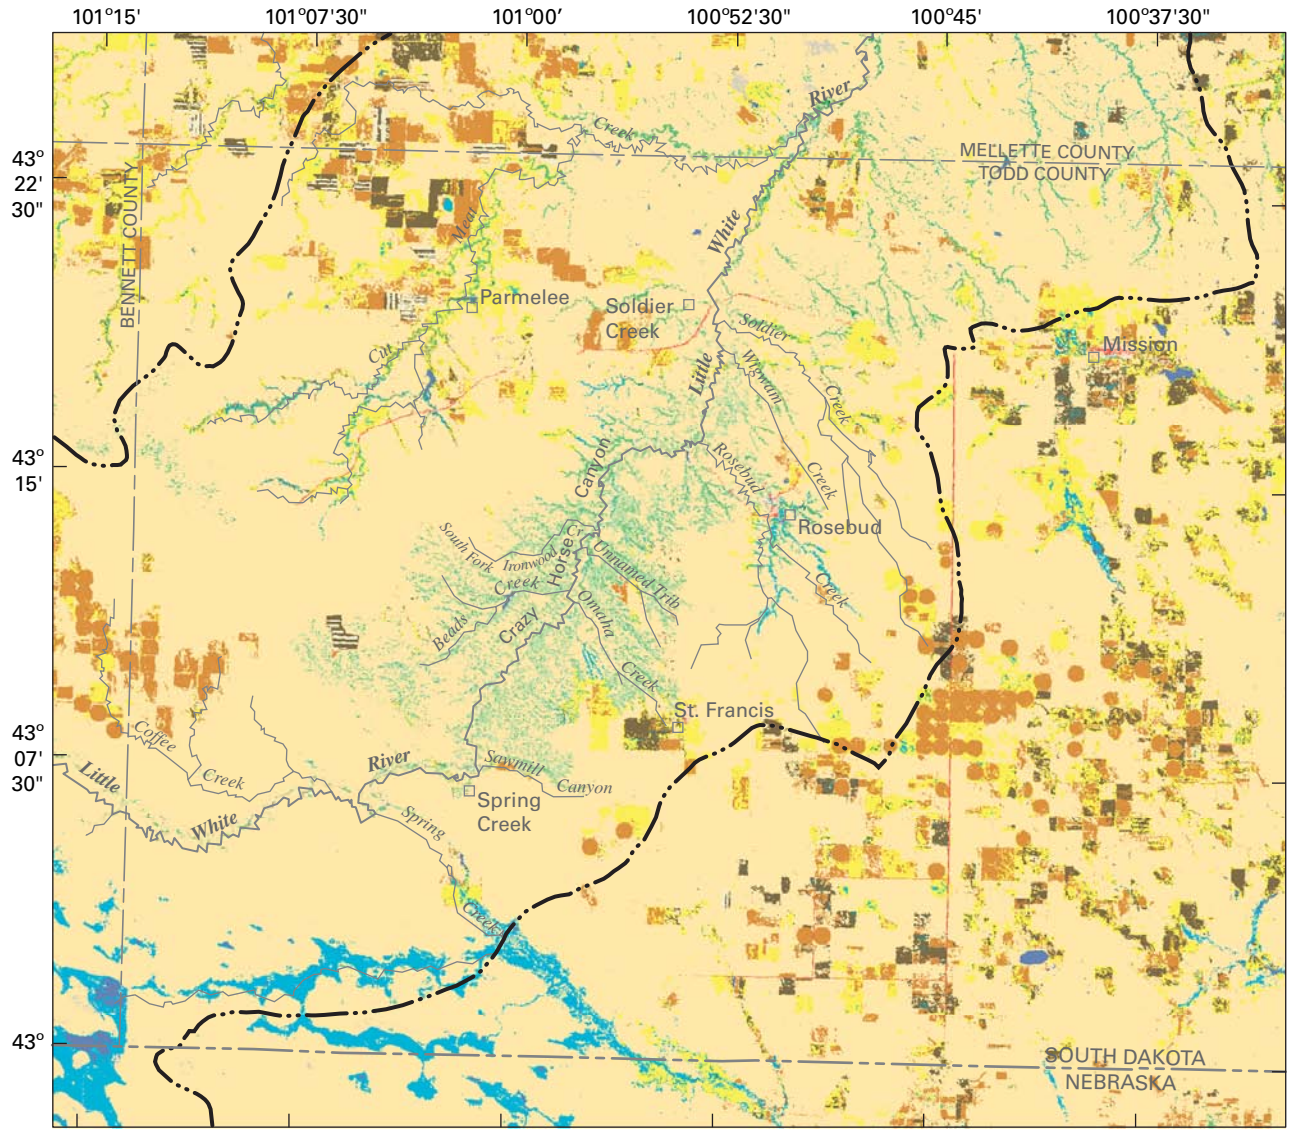 101°15' 101°07'30" 101°00' 100°52'30" 100°45' 100°37'30"
43°
22'
30"
43°
15'
43°
07'
30"
43°
BENNETT COUNTY
MELLETTE COUNTY
TODD COUNTY
River
White
Little
Creek
Meat
Cut
Parmelee
Soldier
Creek
Soldier
Creek
Wigwam
Creek
Mission
Rosebud
Creek
Rosebud
Canyon
Horse
Crazy
South Fork
Ironwood
Cr
Creek
Beads
Unnamed Trib
Omaha
Creek
St. Francis
Coffee
Creek
Little
White
River
Sawmill
Canyon
Spring
Creek
Spring
Creek
SOUTH DAKOTA
NEBRASKA